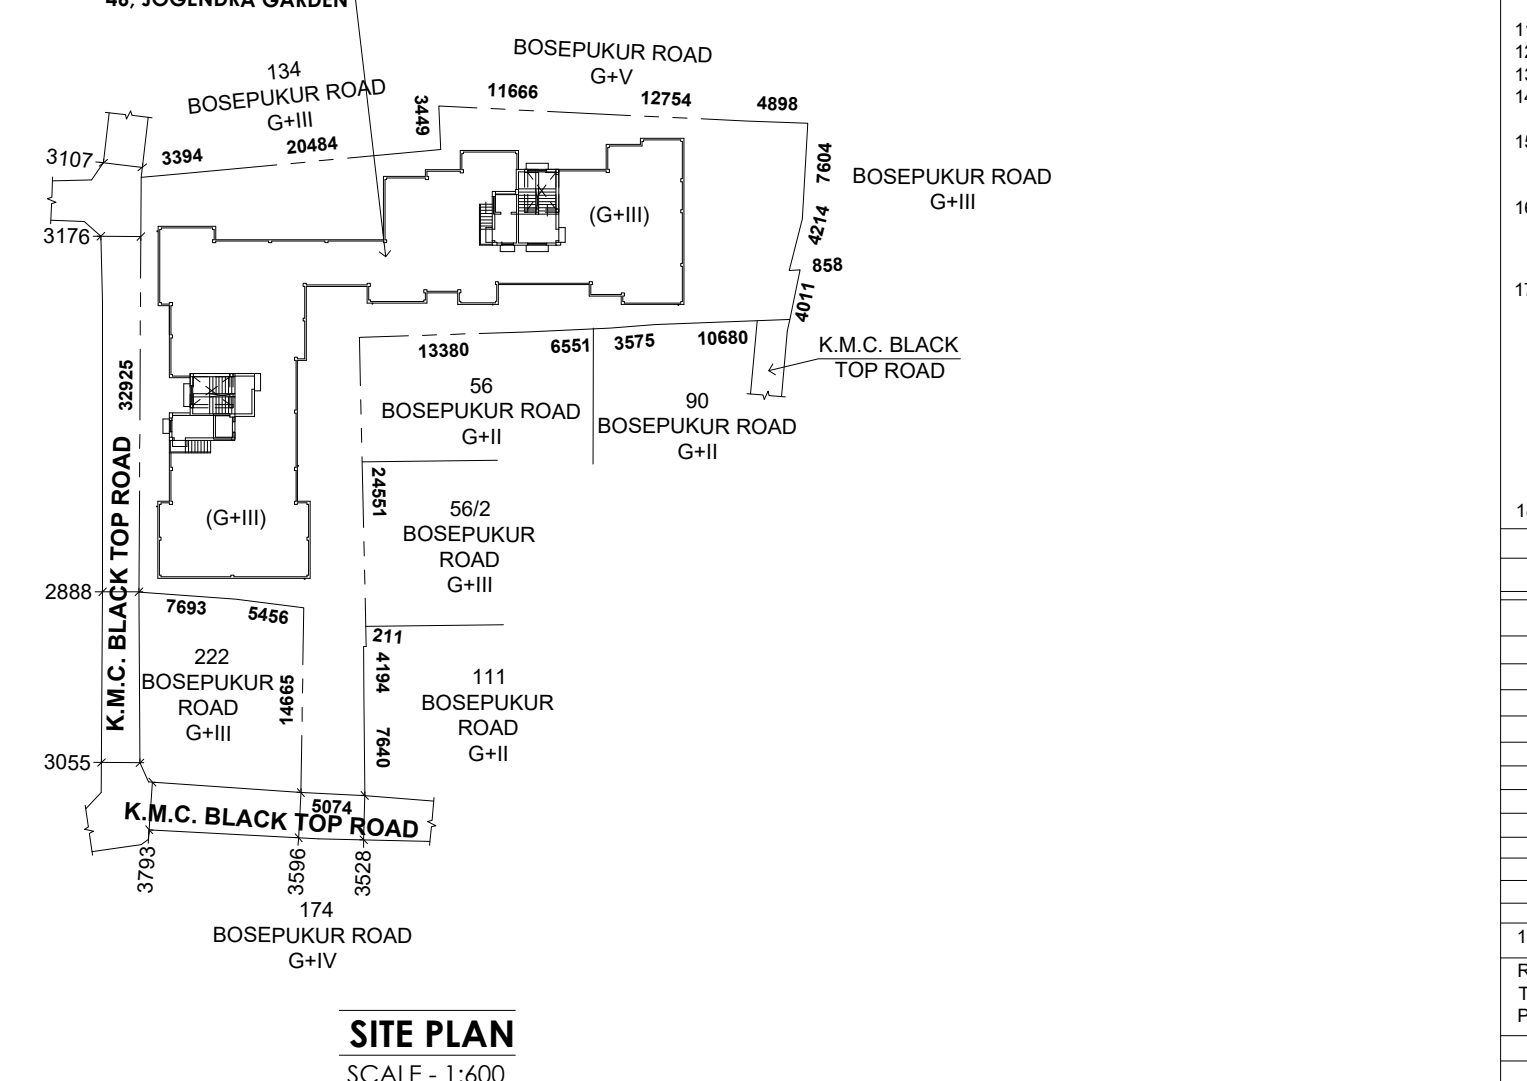 48, JOGENDRA GARDEN
BOSEPUKUR ROAD
G+V
134
BOSEPUKUR ROAD
G+III
11666
12754
4898
3449
3107
3394
20484
7604
BOSEPUKUR ROAD
G+III
(G+III)
4214
3176
858
4011
13380
6551
3575
10680
K.M.C. BLACK
TOP ROAD
32925
56
BOSEPUKUR ROAD
G+II
90
BOSEPUKUR ROAD
G+II
K.M.C. BLACK TOP ROAD
24551
(G+III)
56/2
BOSEPUKUR
ROAD
G+III
2888
7693
5456
211
222
BOSEPUKUR
ROAD
G+III
14665
4194
111
BOSEPUKUR
ROAD
G+II
7640
3055
5074
K.M.C. BLACK TOP ROAD
3793
3596
3528
174
BOSEPUKUR ROAD
G+IV
SITE PLAN
SCALE - 1:600